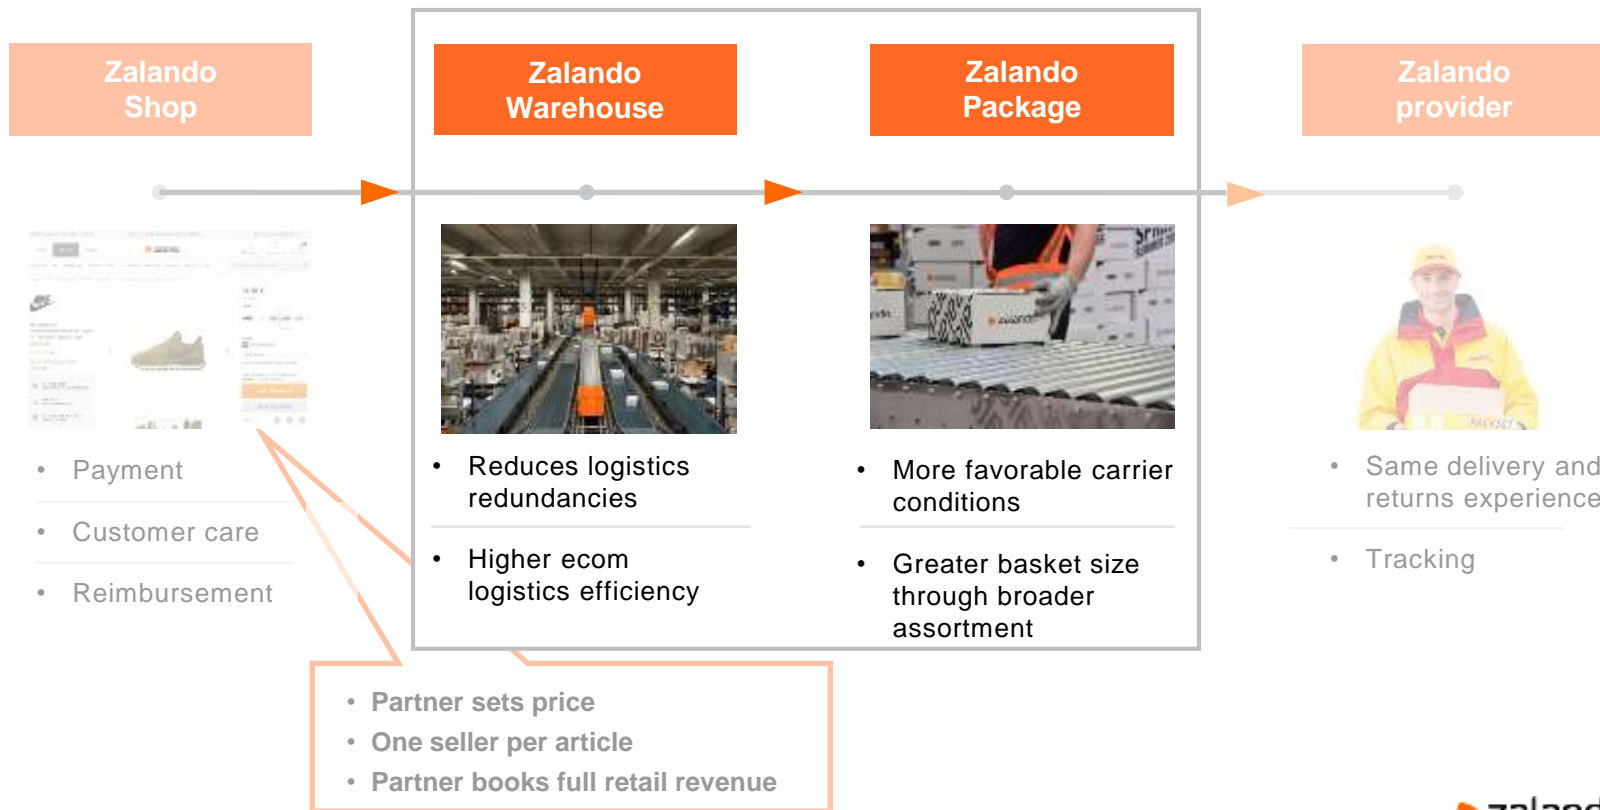 Zalando
Shop
Zalando
Warehouse
Zalando
Package
Zalando
provider
zalando
• Payment
• Customer care
• Reimbursement
• Reduces logistics
redundancies
• Higher ecom
logistics efficiency
• More favorable carrier
conditions
• Greater basket size
through broader
assortment
• Same delivery and
returns experience
• Tracking
• Partner sets price
• One seller per article
• Partner books full retail revenue
zaland